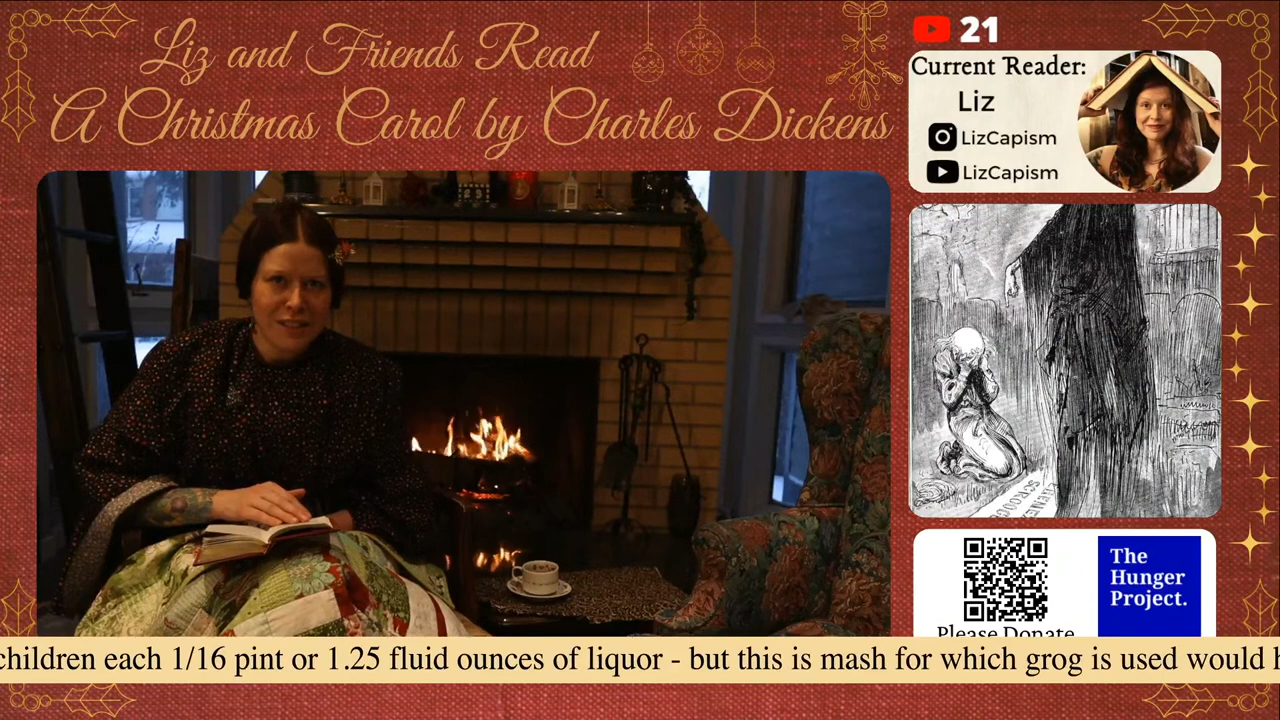 Liz and Friends Read
A Christmas Carol by Charles Dickens
21
Current Reader:
Liz
LizCapism
LizCapism
The
Hunger
Project.
Please Donate
children each 1/16 pint or 1.25 fluid ounces of liquor - but this is mash for which grog is used would